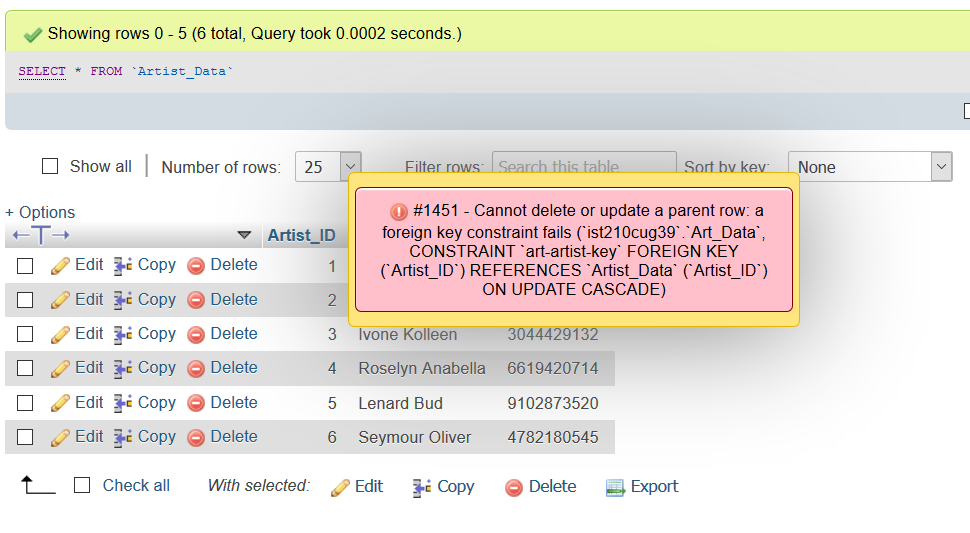 Showing rows 0 - 5 (6 total, Query took 0.0002 seconds.)
SELECT * FROM `Artist_Data`
Show all Number of rows: 25 Filter rows: Search this table Sort by key: None
+ Options
Artist_ID
#1451 - Cannot delete or update a parent row: a
foreign key constraint fails (`ist210cug39`.`Art_Data`,
CONSTRAINT `art-artist-key` FOREIGN KEY
(`Artist_ID`) REFERENCES `Artist_Data` (`Artist_ID`)
ON UPDATE CASCADE)
Edit Copy Delete 1
Edit Copy Delete 2
Edit Copy Delete 3 Ivone Kolleen 3044429132
Edit Copy Delete 4 Roselyn Anabella 6619420714
Edit Copy Delete 5 Lenard Bud 9102873520
Edit Copy Delete 6 Seymour Oliver 4782180545
Check all With selected: Edit Copy Delete Export